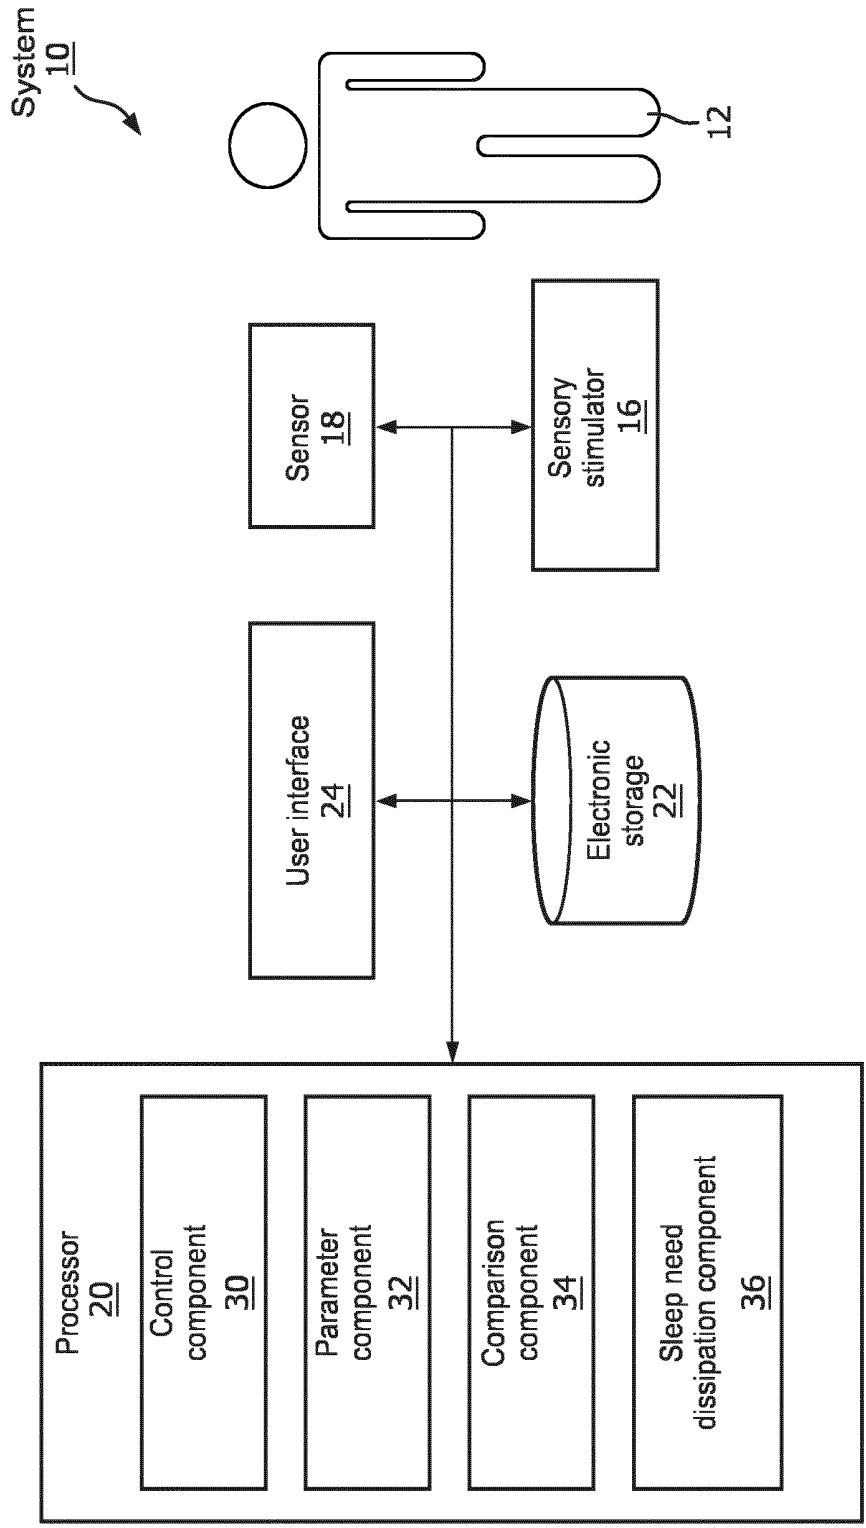 System
10
Processor
20
Control
component
30
Parameter
component
32
Comparison
component
34
Sleep need
dissipation component
36
User interface
24
Electronic
storage
22
Sensor
18
Sensory
stimulator
16
12